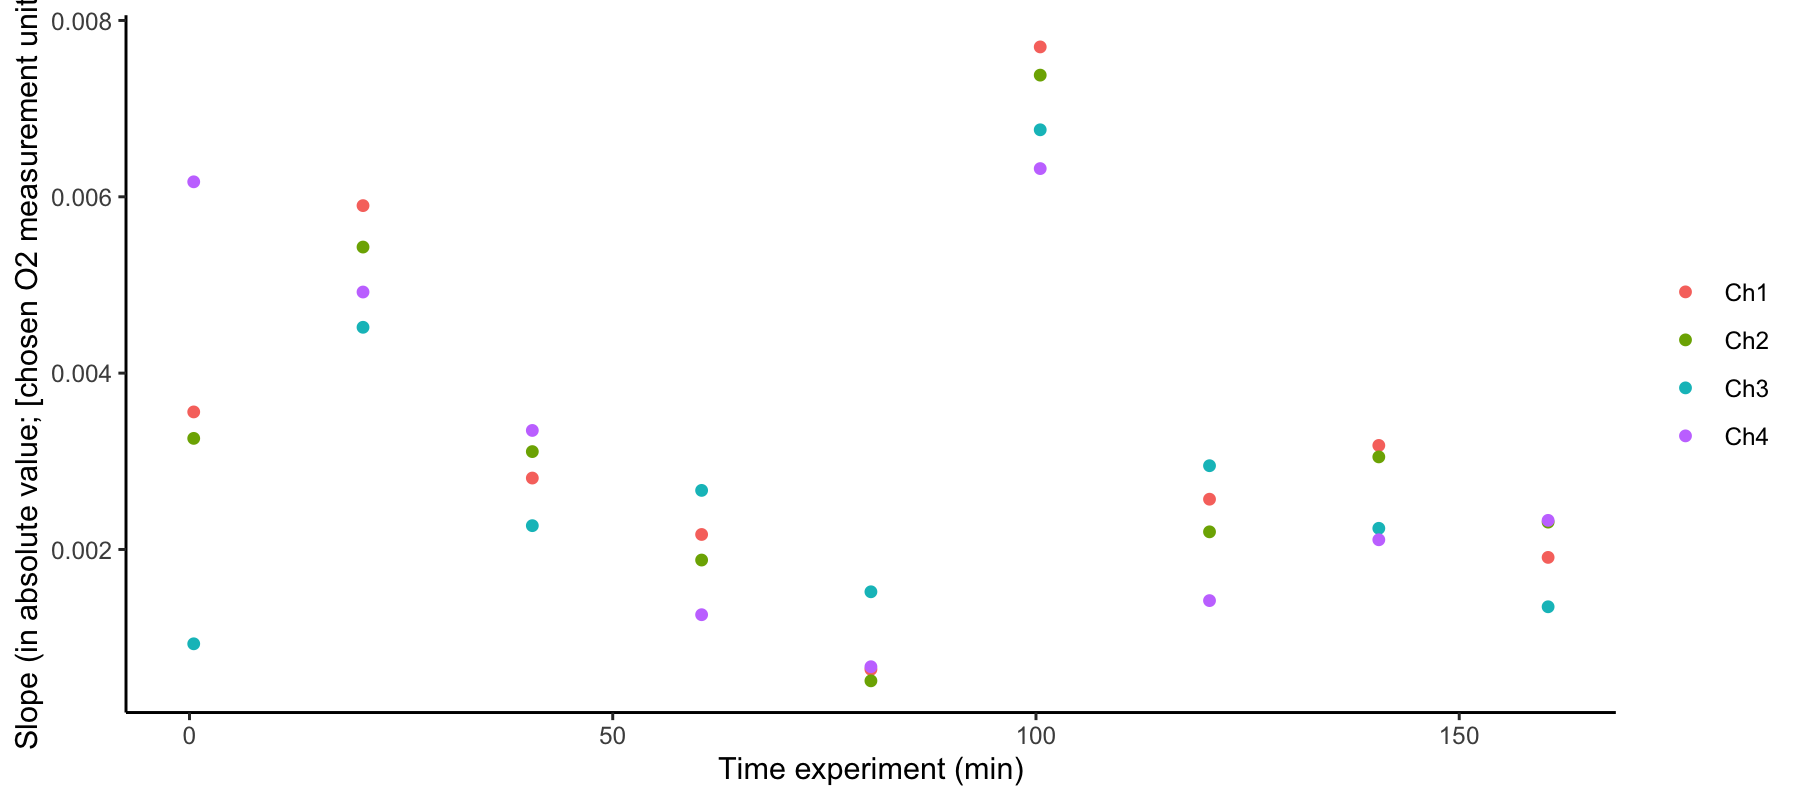 Slope (in absolute value; [chosen O2 measurement unit
0.008
0.006
0.004
0.002
0
50
100
150
Time experiment (min)
Ch1
Ch2
Ch3
Ch4